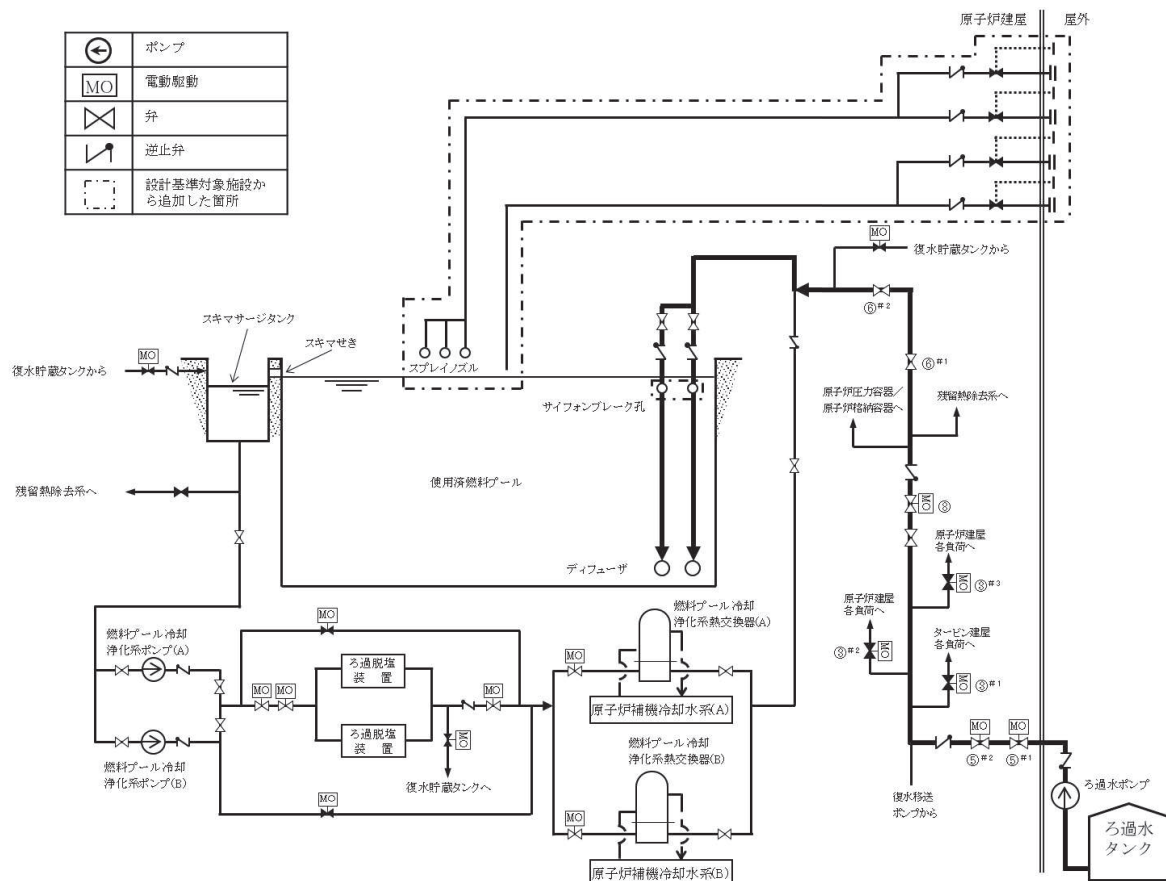 原子炉建屋
屋外
ポンプ
MO
電動駆動
弁
逆止弁
設計基準対象施設か
ら追加した箇所
MO
復水貯蔵タンクから
⑥#2
スキマサージタンク
スキマせき
MO
復水貯蔵タンクから
スプレイノズル
⑥#1
サイフォンブレーク孔
原子炉圧力容器/
原子炉格納容器へ
残留熱除去系へ
使用済燃料プール
残留熱除去系へ
MO
⑧
原子炉建屋
各負荷へ
MO
③#3
ディフューザ
原子炉建屋
各負荷へ
MO
③#2
タービン建屋
各負荷へ
MO
③#1
燃料プール冷却
浄化系ポンプ(A)
燃料プール冷却
浄化系ポンプ(B)
MO
MO
MO
ろ過脱塩
装 置
ろ過脱塩
装 置
MO
MO
復水貯蔵タンクへ
MO
燃料プール冷却
浄化系熱交換器(A)
MO
原子炉補機冷却水系(A)
燃料プール冷却
浄化系熱交換器(B)
MO
原子炉補機冷却水系(B)
MO
MO
⑤#2
⑤#1
復水移送
ポンプから
ろ過水ポンプ
ろ過水
タンク